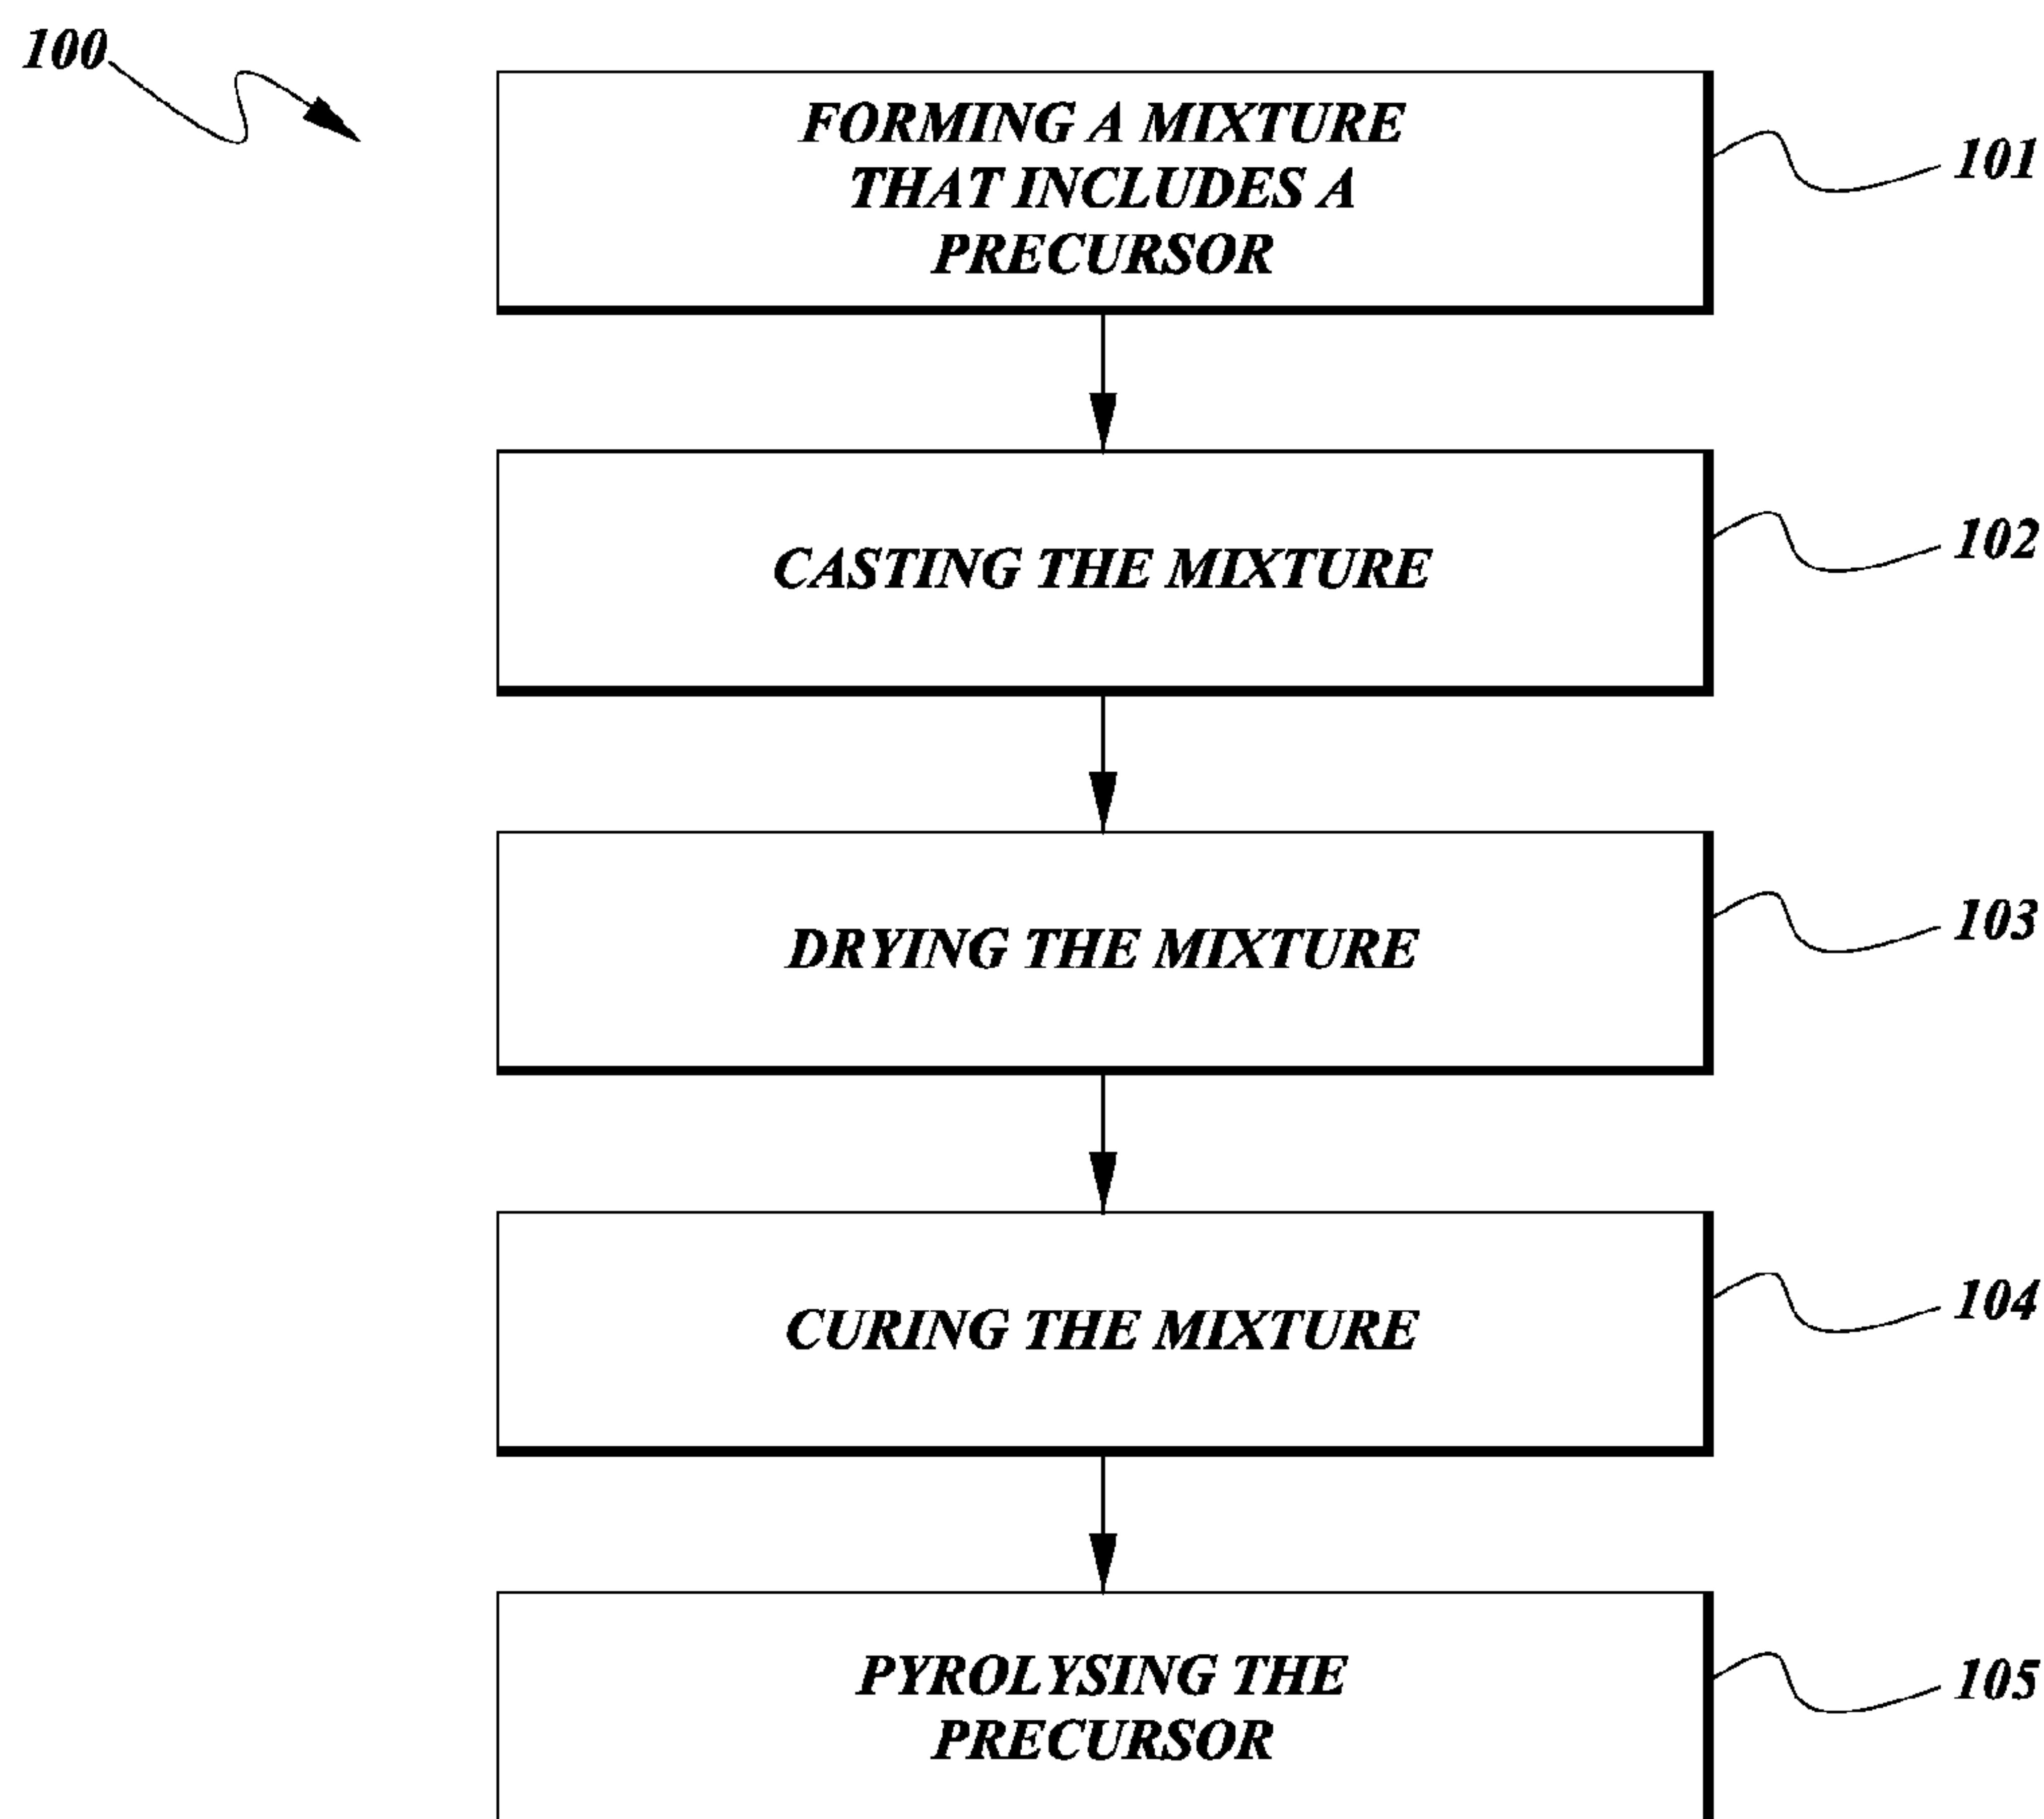 100
FORMING A MIXTURE
THAT INCLUDES A
PRECURSOR
101
CASTING THE MIXTURE
102
DRYING THE MIXTURE
103
CURING THE MIXTURE
104
PYROLYSING THE
PRECURSOR
105